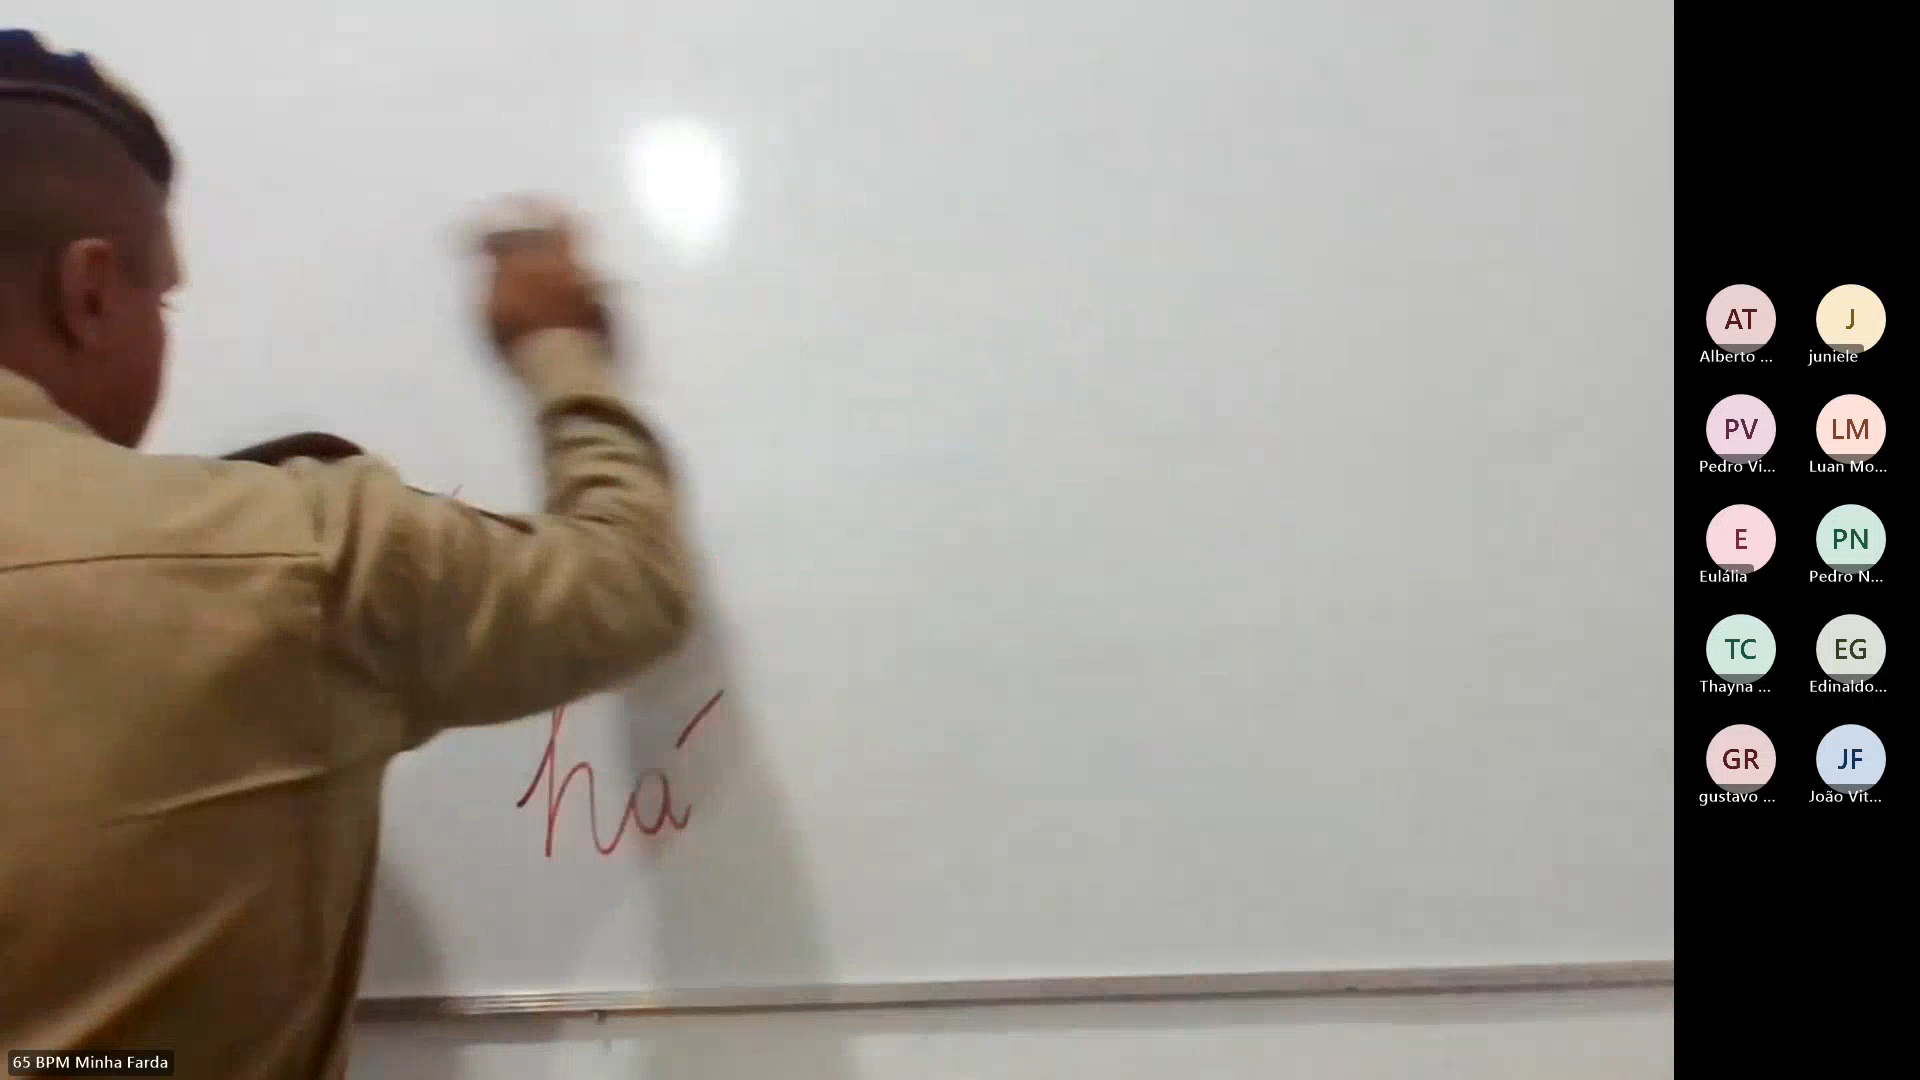 há
AT
Alberto ...
J
juniele
PV
Pedro Vi...
LM
Luan Mo...
E
Eulália
PN
Pedro N...
TC
Thayna ...
EG
Edinaldo...
GR
gustavo ...
JF
João Vit...
65 BPM Minha Farda